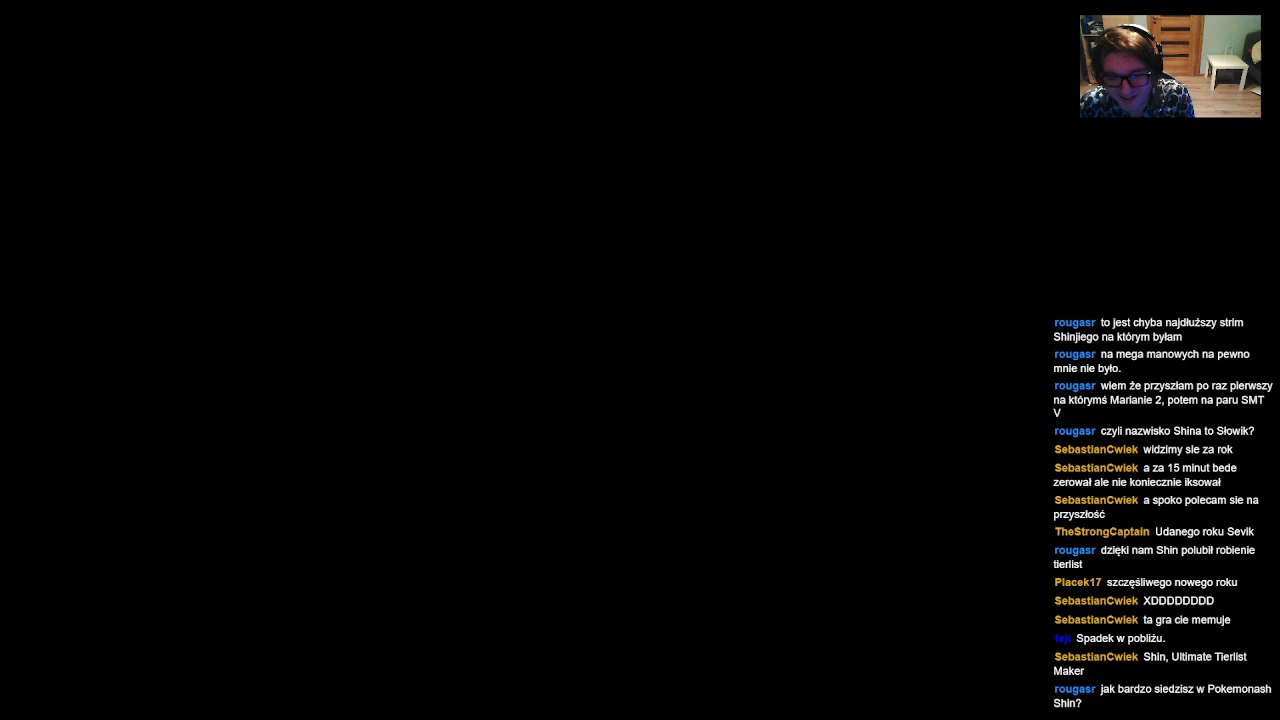 rougasr to jest chyba najdłuższy strim
Shinjiego na którym byłam
rougasr na mega manowych na pewno
mnie nie było.
rougasr wiem że przyszłam po raz pierwszy
na którymś Marianie 2, potem na paru SMT
V
rougasr czyli nazwisko Shina to Słowik?
SebastianCwiek widzimy sie za rok
SebastianCwiek a za 15 minut bede
zerował ale nie koniecznie iksował
SebastianCwiek a spoko polecam sie na
przyszłość
TheStrongCaptain Udanego roku Sevik
rougasr dzięki nam Shin polubił robienie
tierlist
Placek17 szczęśliwego nowego roku
SebastianCwiek XDDDDDDDD
SebastianCwiek ta gra cie memuje
Spadek w pobliżu.
SebastianCwiek Shin, Ultimate Tierlist
Maker
rougasr jak bardzo siedzisz w Pokemonash
Shin?